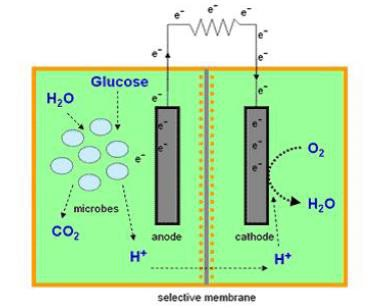 e⁻
e⁻
e⁻
e⁻
e⁻
e⁻
e⁻
e⁻
Glucose
H₂O
e⁻
e⁻
e⁻
e⁻
e⁻
e⁻
O₂
microbes
H₂O
CO₂
anode
cathode
H⁺
H⁺
selective membrane